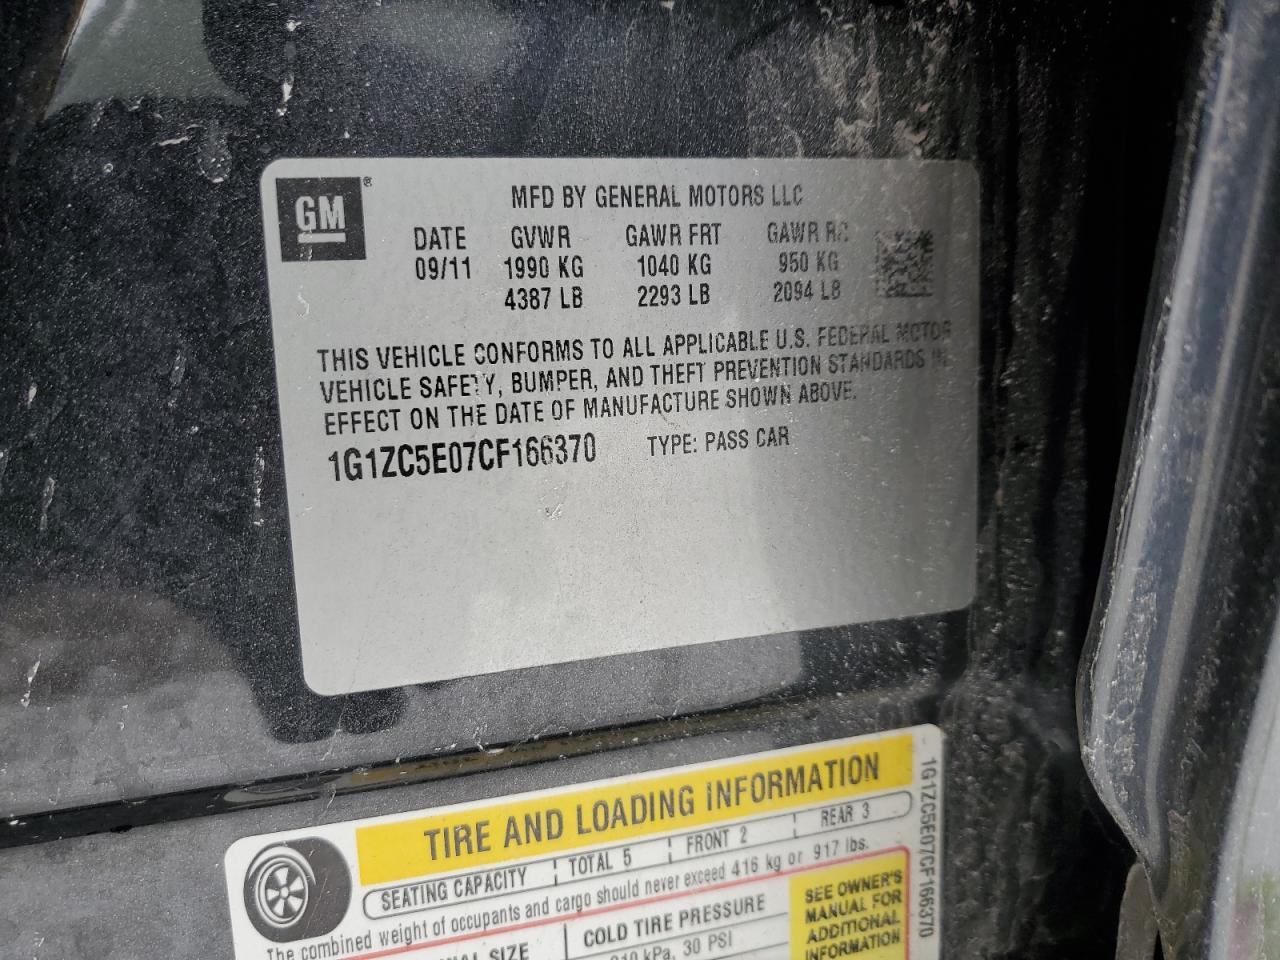 GM®
MFD BY GENERAL MOTORS LLC
DATE GVWR GAWR FRT GAWR
09/11 1990 KG 1040 KG 950 KG
4387 LB 2293 LB 2094 LB
THIS VEHICLE CONFORMS TO ALL APPLICABLE U.S. FEDERAL MOTOR
VEHICLE SAFETY, BUMPER, AND THEFT PREVENTION STANDARDS IN
EFFECT ON THE DATE OF MANUFACTURE SHOWN ABOVE.
1G1ZC5E07CF166370 TYPE: PASS CAR
TIRE AND LOADING INFORMATION
SEATING CAPACITY TOTAL 5 FRONT 2 REAR 3
The combined weight of occupants and cargo should never exceed 416 kg or 917 lbs.
SIZE COLD TIRE PRESSURE
kPa, 30 PSI
SEE OWNER'S
MANUAL FOR
ADDITIONAL
INFORMATION
1G1ZC5E07CF166370